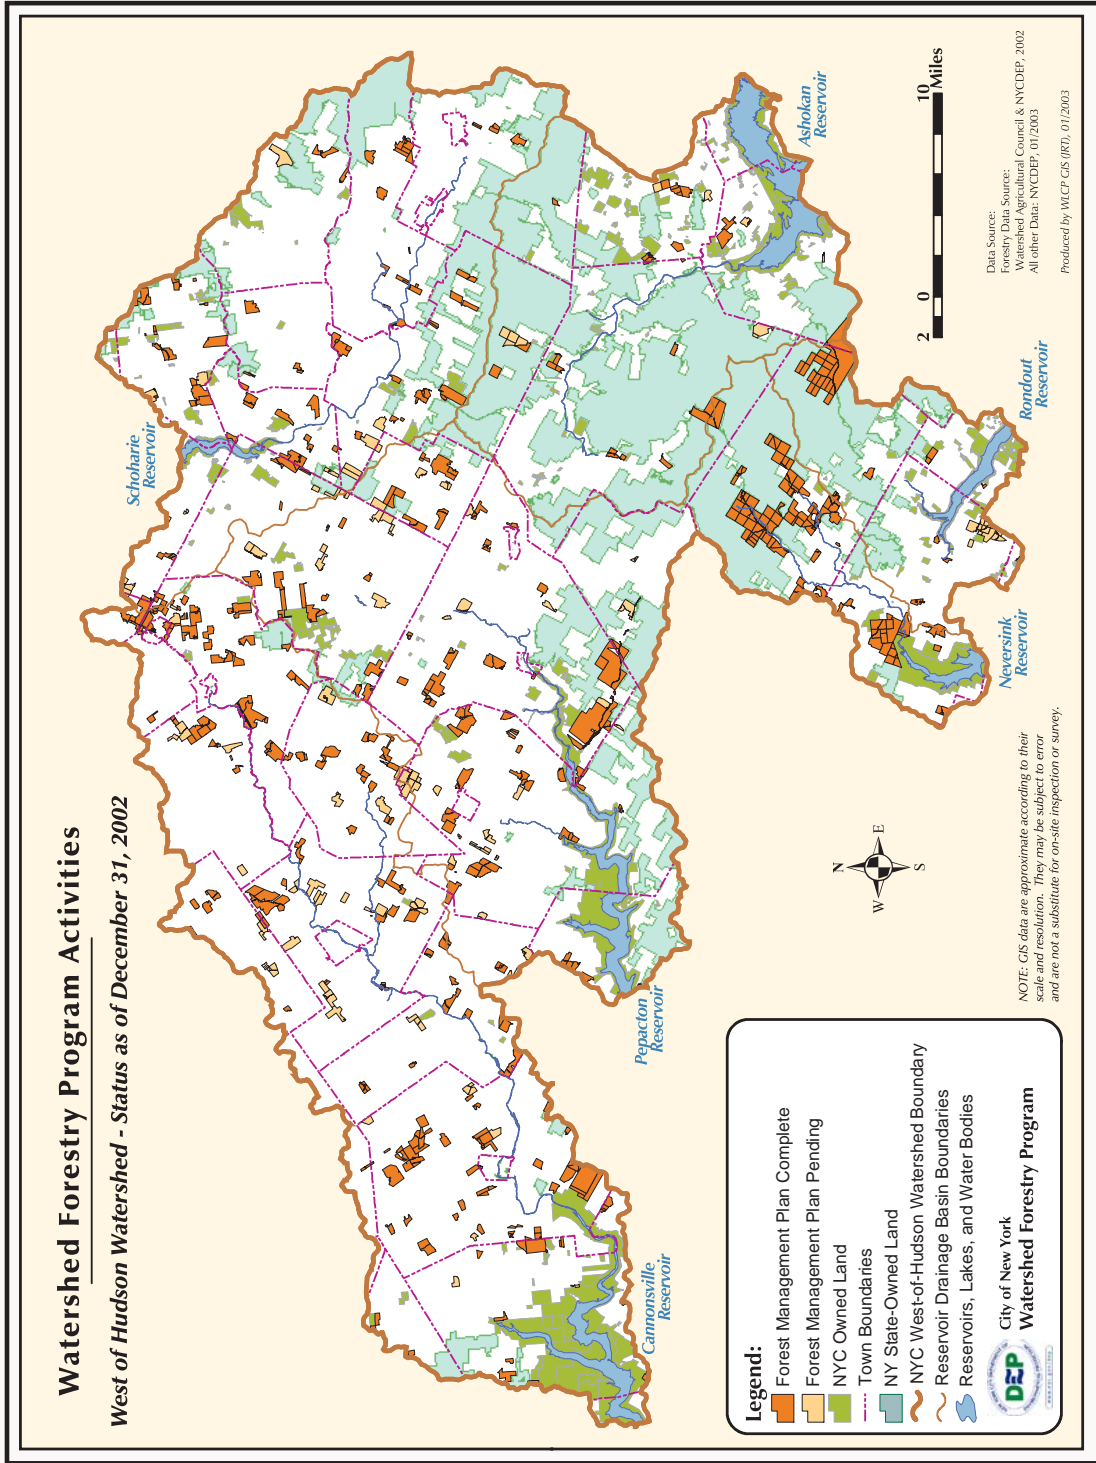 Watershed Forestry Program Activities
West of Hudson Watershed - Status as of December 31, 2002
Schoharie
Reservoir
Ashokan
Reservoir
Rondout
Reservoir
Neversink
Reservoir
Pepacton
Reservoir
Cannonsville
Reservoir
N
W
E
S
2 0 10
Miles
Data Source:
Forestry Data Source:
Watershed Agricultural Council & NYCDEP, 2002
All other Data: NYCDEP, 01/2003
Produced by WLCP GIS (JRT), 01/2003
NOTE: GIS data are approximate according to their
scale and resolution. They may be subject to error
and are not a substitute for on-site inspection or survey.
Legend:
Forest Management Plan Complete
Forest Management Plan Pending
NYC Owned Land
Town Boundaries
NY State-Owned Land
NYC West-of-Hudson Watershed Boundary
Reservoir Drainage Basin Boundaries
Reservoirs, Lakes, and Water Bodies
DEP
City of New York
Watershed Forestry Program